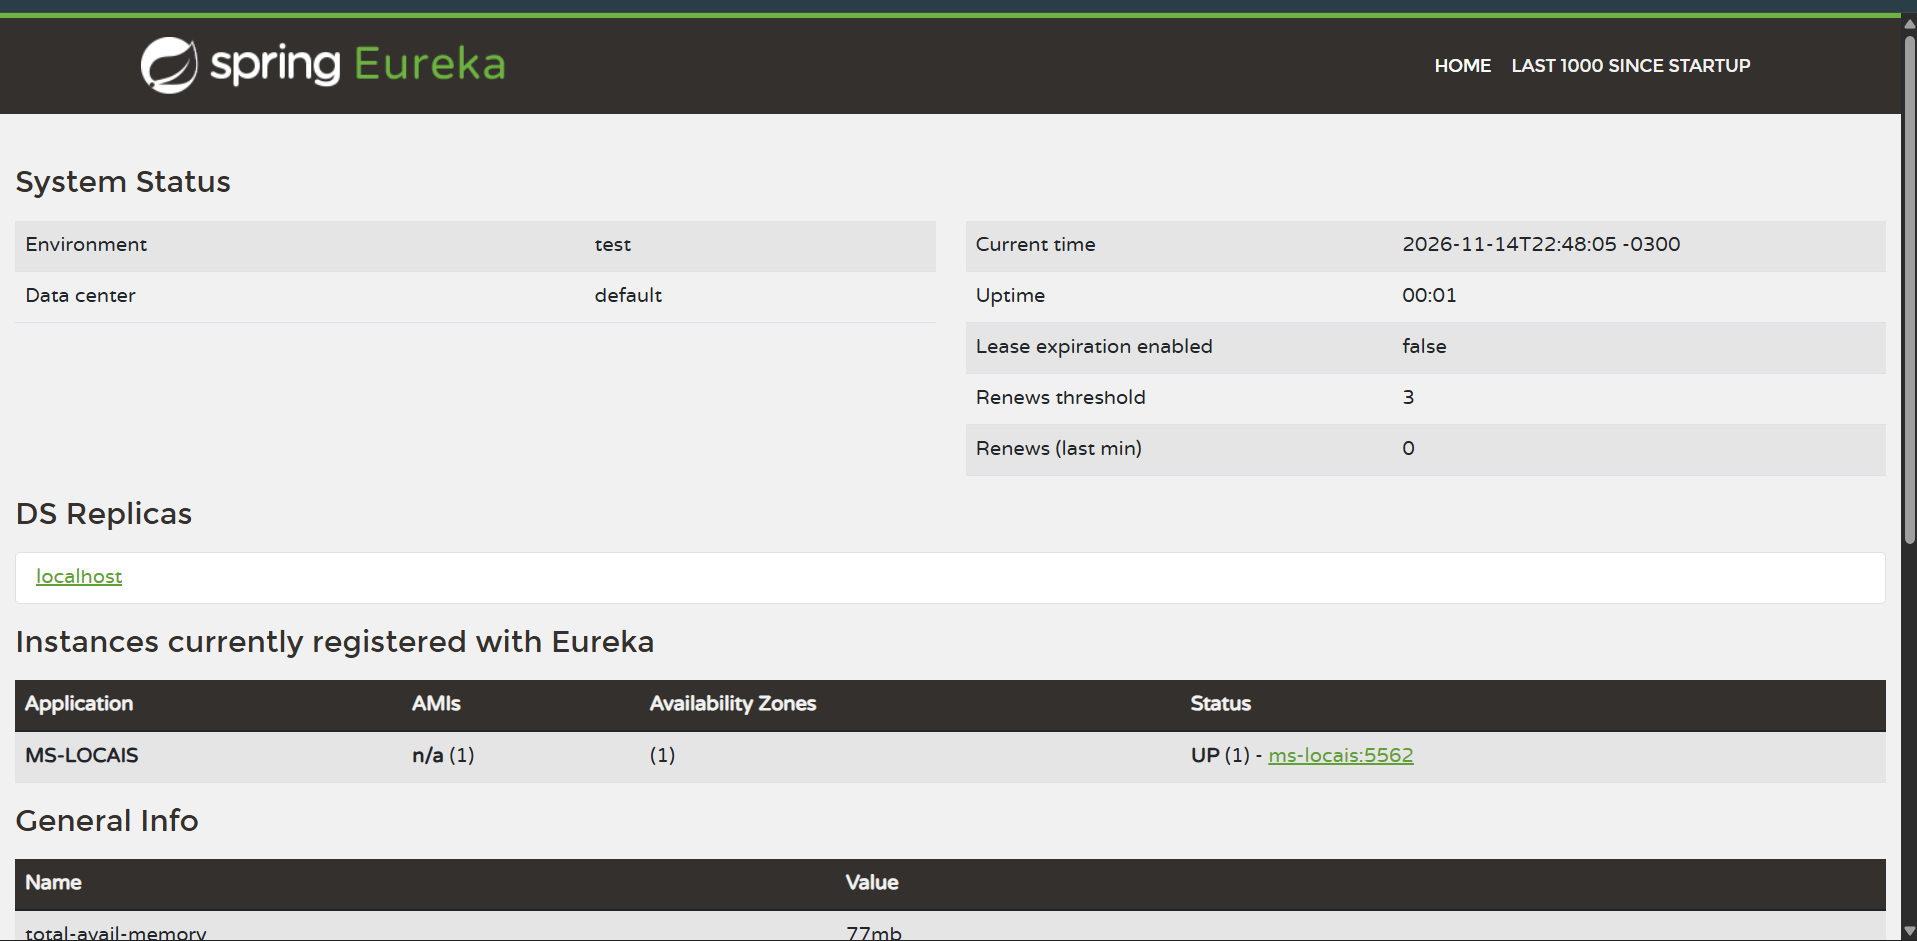 spring Eureka
HOME LAST 1000 SINCE STARTUP
System Status
Environment test
Data center default
Current time 2026-11-14T22:48:05 -0300
Uptime 00:01
Lease expiration enabled false
Renews threshold 3
Renews (last min) 0
DS Replicas
localhost
Instances currently registered with Eureka
Application AMIs Availability Zones Status
MS-LOCAIS n/a (1) (1) UP (1) - ms-locais:5562
General Info
Name Value
total-avail-memory 77mb